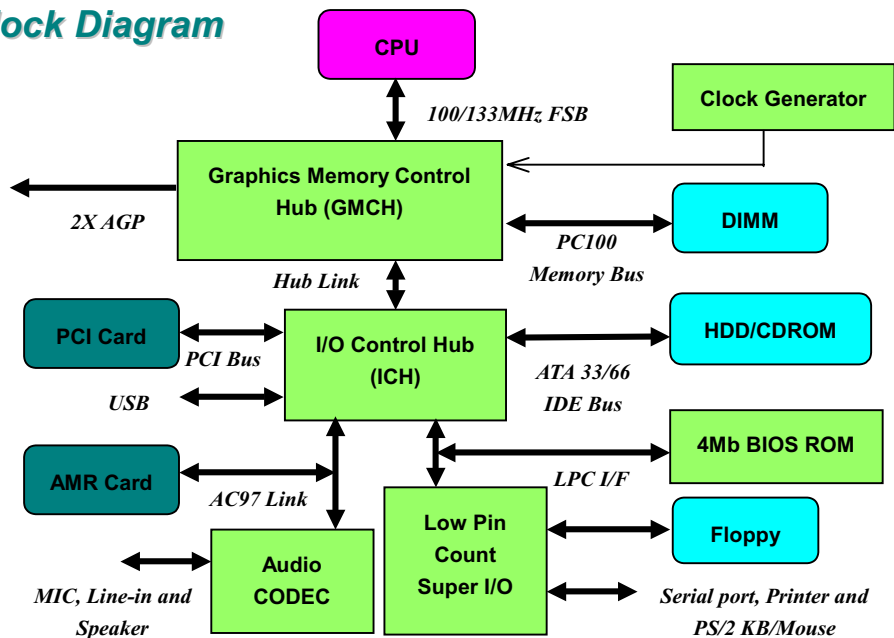 lock Diagram
CPU
100/133MHz FSB
Clock Generator
Graphics Memory Control
Hub (GMCH)
2X AGP
DIMM
PC100
Memory Bus
Hub Link
PCI Card
PCI Bus
I/O Control Hub
(ICH)
HDD/CDROM
ATA 33/66
IDE Bus
USB
4Mb BIOS ROM
AMR Card
AC97 Link
LPC I/F
Low Pin
Count
Super I/O
Floppy
Audio
CODEC
MIC, Line-in and
Speaker
Serial port, Printer and
PS/2 KB/Mouse